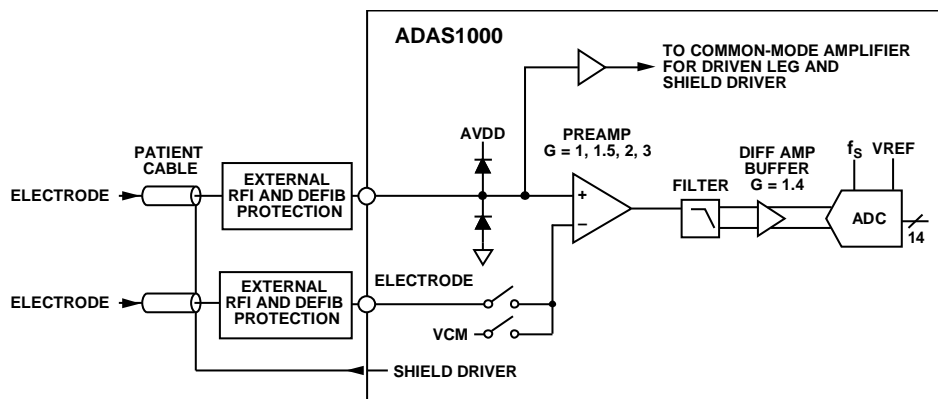 ADAS1000
TO COMMON-MODE AMPLIFIER
FOR DRIVEN LEG AND
SHIELD DRIVER
AVDD
PREAMP
G = 1, 1.5, 2, 3
PATIENT
CABLE
DIFF AMP
BUFFER
G = 1.4
fS
VREF
ELECTRODE
EXTERNAL
RFI AND DEFIB
PROTECTION
+
–
FILTER
ADC
14
ELECTRODE
ELECTRODE
EXTERNAL
RFI AND DEFIB
PROTECTION
VCM
SHIELD DRIVER